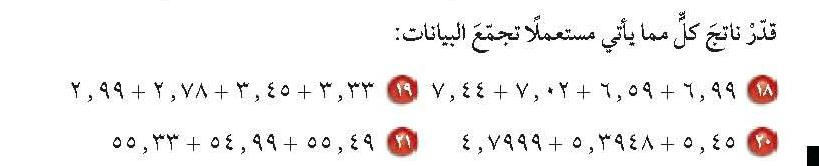 قدّرْ ناتجَ كلٍّ مما يأتي مستعملًا تجمّعَ البيانات:
١٨ ٦,٩٩ + ٦,٥٩ + ٧,٠٢ + ٧,٤٤ ١٩ ٣,٣٣ + ٣,٤٥ + ٢,٧٨ + ٢,٩٩
٢٠ ٥,٤٥ + ٥,٣٩٤٨ + ٤,٧٩٩٩ ٢١ ٥٥,٤٩ + ٥٤,٩٩ + ٥٥,٣٣